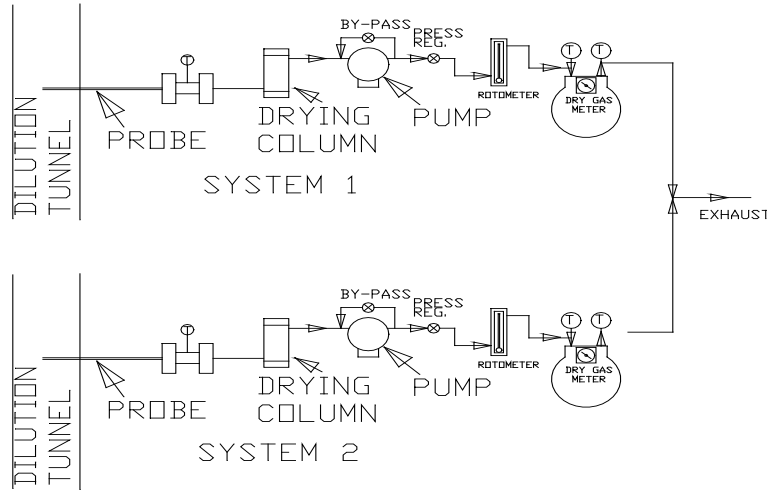 BY-PASS
PRESS
REG.
T
T
T
ROTOMETER
DRY GAS
METER
DILUTION
TUNNEL
PROBE
DRYING
COLUMN
PUMP
SYSTEM 1
EXHAUST
BY-PASS
PRESS
REG.
T
T
T
ROTOMETER
DRY GAS
METER
DILUTION
TUNNEL
PROBE
DRYING
COLUMN
PUMP
SYSTEM 2